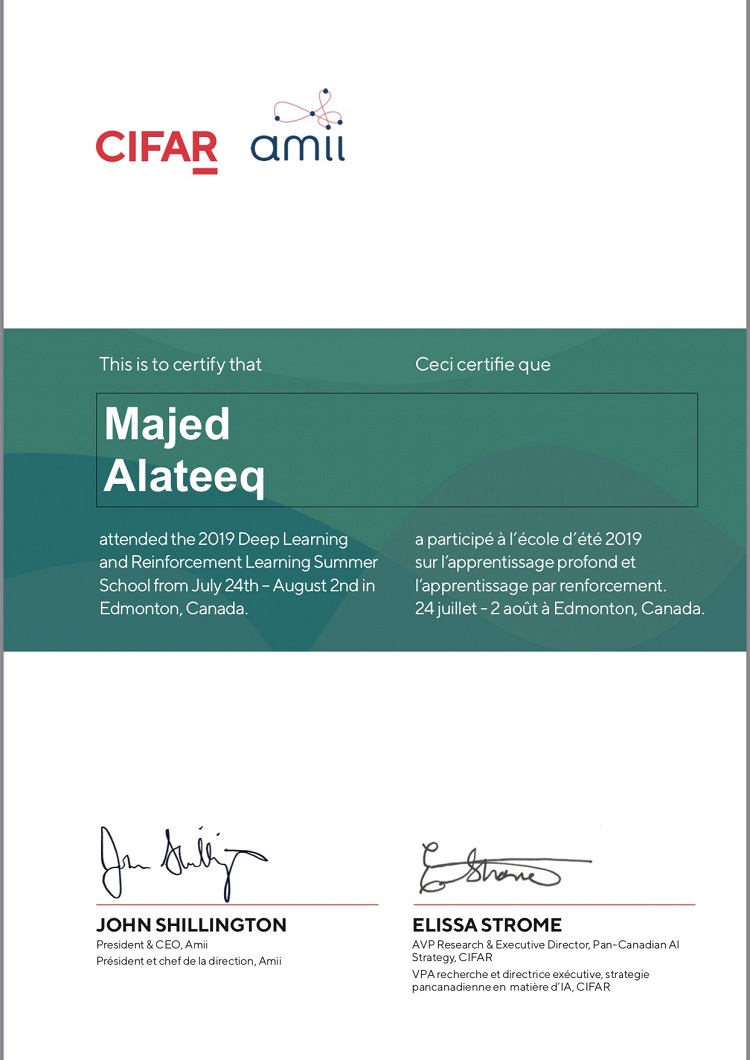 CIFAR amii
This is to certify that
Ceci certifie que
Majed
Alateeq
attended the 2019 Deep Learning
and Reinforcement Learning Summer
School from July 24th – August 2nd in
Edmonton, Canada.
a participé à l'école d'été 2019
sur l'apprentissage profond et
l'apprentissage par renforcement.
24 juillet - 2 août à Edmonton, Canada.
John Shillington
E Strome
JOHN SHILLINGTON
President & CEO, Amii
Président et chef de la direction, Amii
ELISSA STROME
AVP Research & Executive Director, Pan-Canadian AI
Strategy, CIFAR
VPA recherche et directrice exécutive, strategie
pancanadienne en matière d'IA, CIFAR